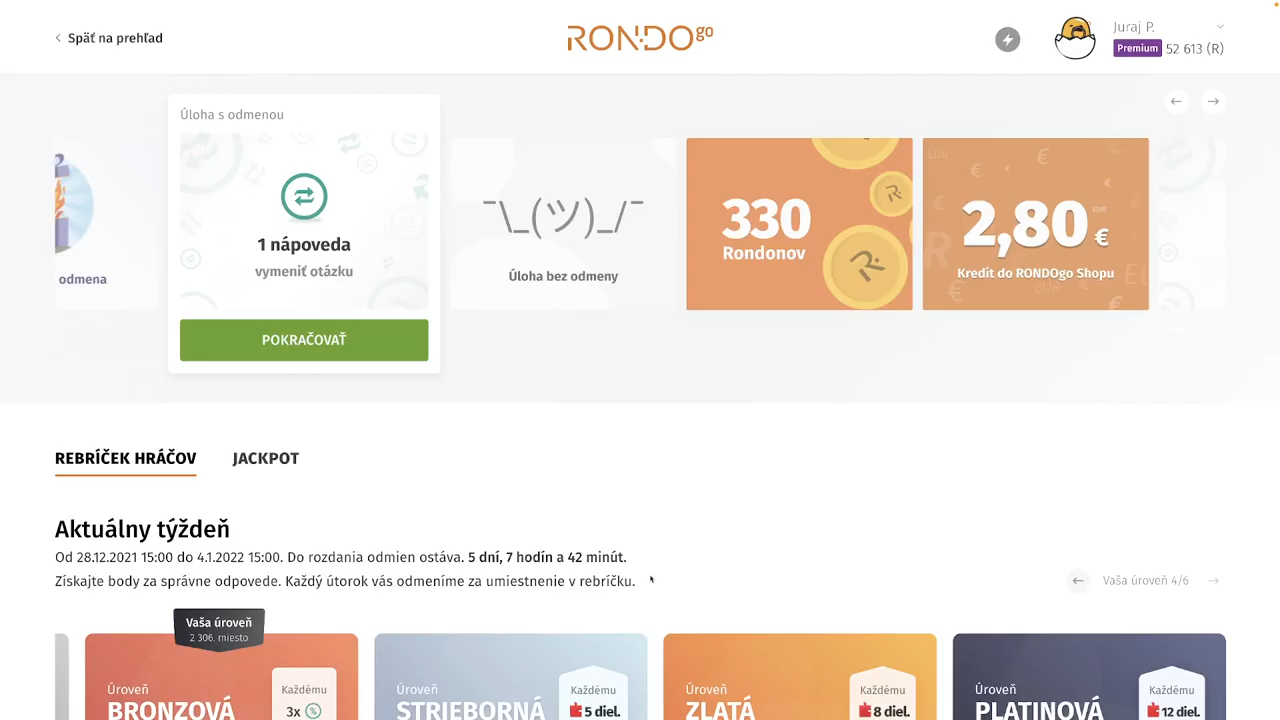 Späť na prehľad
RONDO go
Juraj P.
Premium 52 613 (R)
Úloha s odmenou
odmena
1 nápoveda
vymeniť otázku
POKRAČOVAŤ
¯\_(ツ)_/¯
Úloha bez odmeny
330
Rondonov
2,80 €
Kredit do RONDOgo Shopu
REBRÍČEK HRÁČOV
JACKPOT
Aktuálny týždeň
Od 28.12.2021 15:00 do 4.1.2022 15:00. Do rozdania odmien ostáva. 5 dní, 7 hodín a 42 minút.
Získajte body za správne odpovede. Každý útorok vás odmeníme za umiestnenie v rebríčku.
Vaša úroveň 4/6
Vaša úroveň
2 306. miesto
Úroveň
BRONZOVÁ
Každému
3x
Úroveň
STRIEBORNÁ
Každému
5 diel.
Úroveň
ZLATÁ
Každému
8 diel.
Úroveň
PLATINOVÁ
Každému
12 diel.